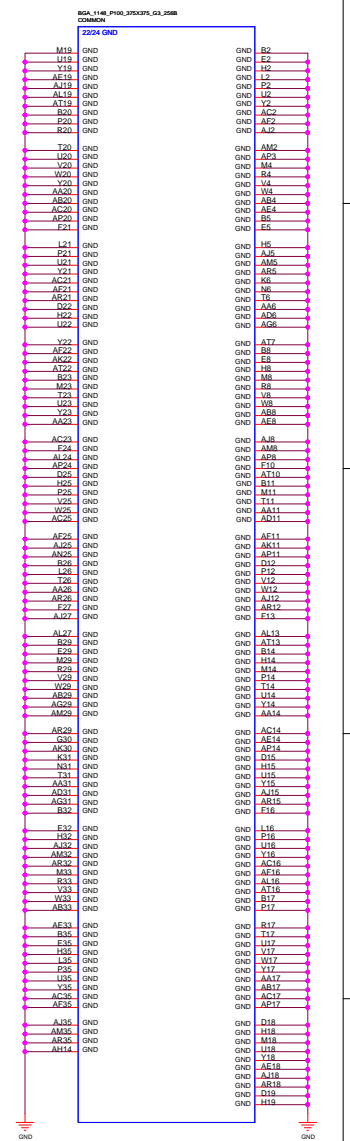 BGA_1148_P100_375X375_G3_256B
COMMON
22/24 GND
M19 GND GND B2
U19 GND GND E2
Y19 GND GND H2
AE19 GND GND L2
AJ19 GND GND P2
AL19 GND GND U2
AT19 GND GND Y2
B20 GND GND AC2
P20 GND GND AF2
R20 GND GND AJ2
T20 GND GND AM2
U20 GND GND AP3
V20 GND GND M4
W20 GND GND R4
Y20 GND GND V4
AA20 GND GND W4
AB20 GND GND AB4
AC20 GND GND AE4
AP20 GND GND B5
F21 GND GND E5
L21 GND GND H5
P21 GND GND AJ5
U21 GND GND AM5
Y21 GND GND AR5
AC21 GND GND K6
AF21 GND GND N6
AR21 GND GND T6
D22 GND GND AA6
H22 GND GND AD6
U22 GND GND AG6
Y22 GND GND AT7
AF22 GND GND B8
AK22 GND GND E8
AT22 GND GND H8
B23 GND GND M8
M23 GND GND R8
T23 GND GND V8
U23 GND GND W8
Y23 GND GND AB8
AA23 GND GND AE8
AC23 GND GND AJ8
F24 GND GND AM8
AL24 GND GND AP8
AP24 GND GND F10
D25 GND GND AT10
H25 GND GND B11
P25 GND GND M11
V25 GND GND T11
W25 GND GND AA11
AC25 GND GND AD11
AF25 GND GND AF11
AJ25 GND GND AK11
AN25 GND GND AP11
B26 GND GND D12
L26 GND GND P12
T26 GND GND V12
AA26 GND GND W12
AR26 GND GND AJ12
F27 GND GND AR12
AJ27 GND GND F13
AL27 GND GND AL13
B29 GND GND AT13
E29 GND GND B14
M29 GND GND H14
R29 GND GND M14
V29 GND GND P14
W29 GND GND T14
AB29 GND GND U14
AG29 GND GND Y14
AM29 GND GND AA14
AR29 GND GND AC14
G30 GND GND AE14
AK30 GND GND AP14
K31 GND GND D15
N31 GND GND H15
T31 GND GND U15
AA31 GND GND Y15
AD31 GND GND AJ15
AG31 GND GND AR15
B32 GND GND F16
E32 GND GND L16
H32 GND GND P16
AJ32 GND GND U16
AM32 GND GND Y16
AR32 GND GND AC16
M33 GND GND AF16
R33 GND GND AL16
V33 GND GND AT16
W33 GND GND B17
AB33 GND GND P17
AE33 GND GND R17
B35 GND GND T17
E35 GND GND U17
H35 GND GND V17
L35 GND GND W17
P35 GND GND Y17
U35 GND GND AA17
Y35 GND GND AB17
AC35 GND GND AC17
AF35 GND GND AP17
AJ35 GND GND D18
AM35 GND GND H18
AR35 GND GND M18
AH14 GND GND U18
GND Y18
GND AE18
GND AJ18
GND AR18
GND D19
GND H19
GND GND